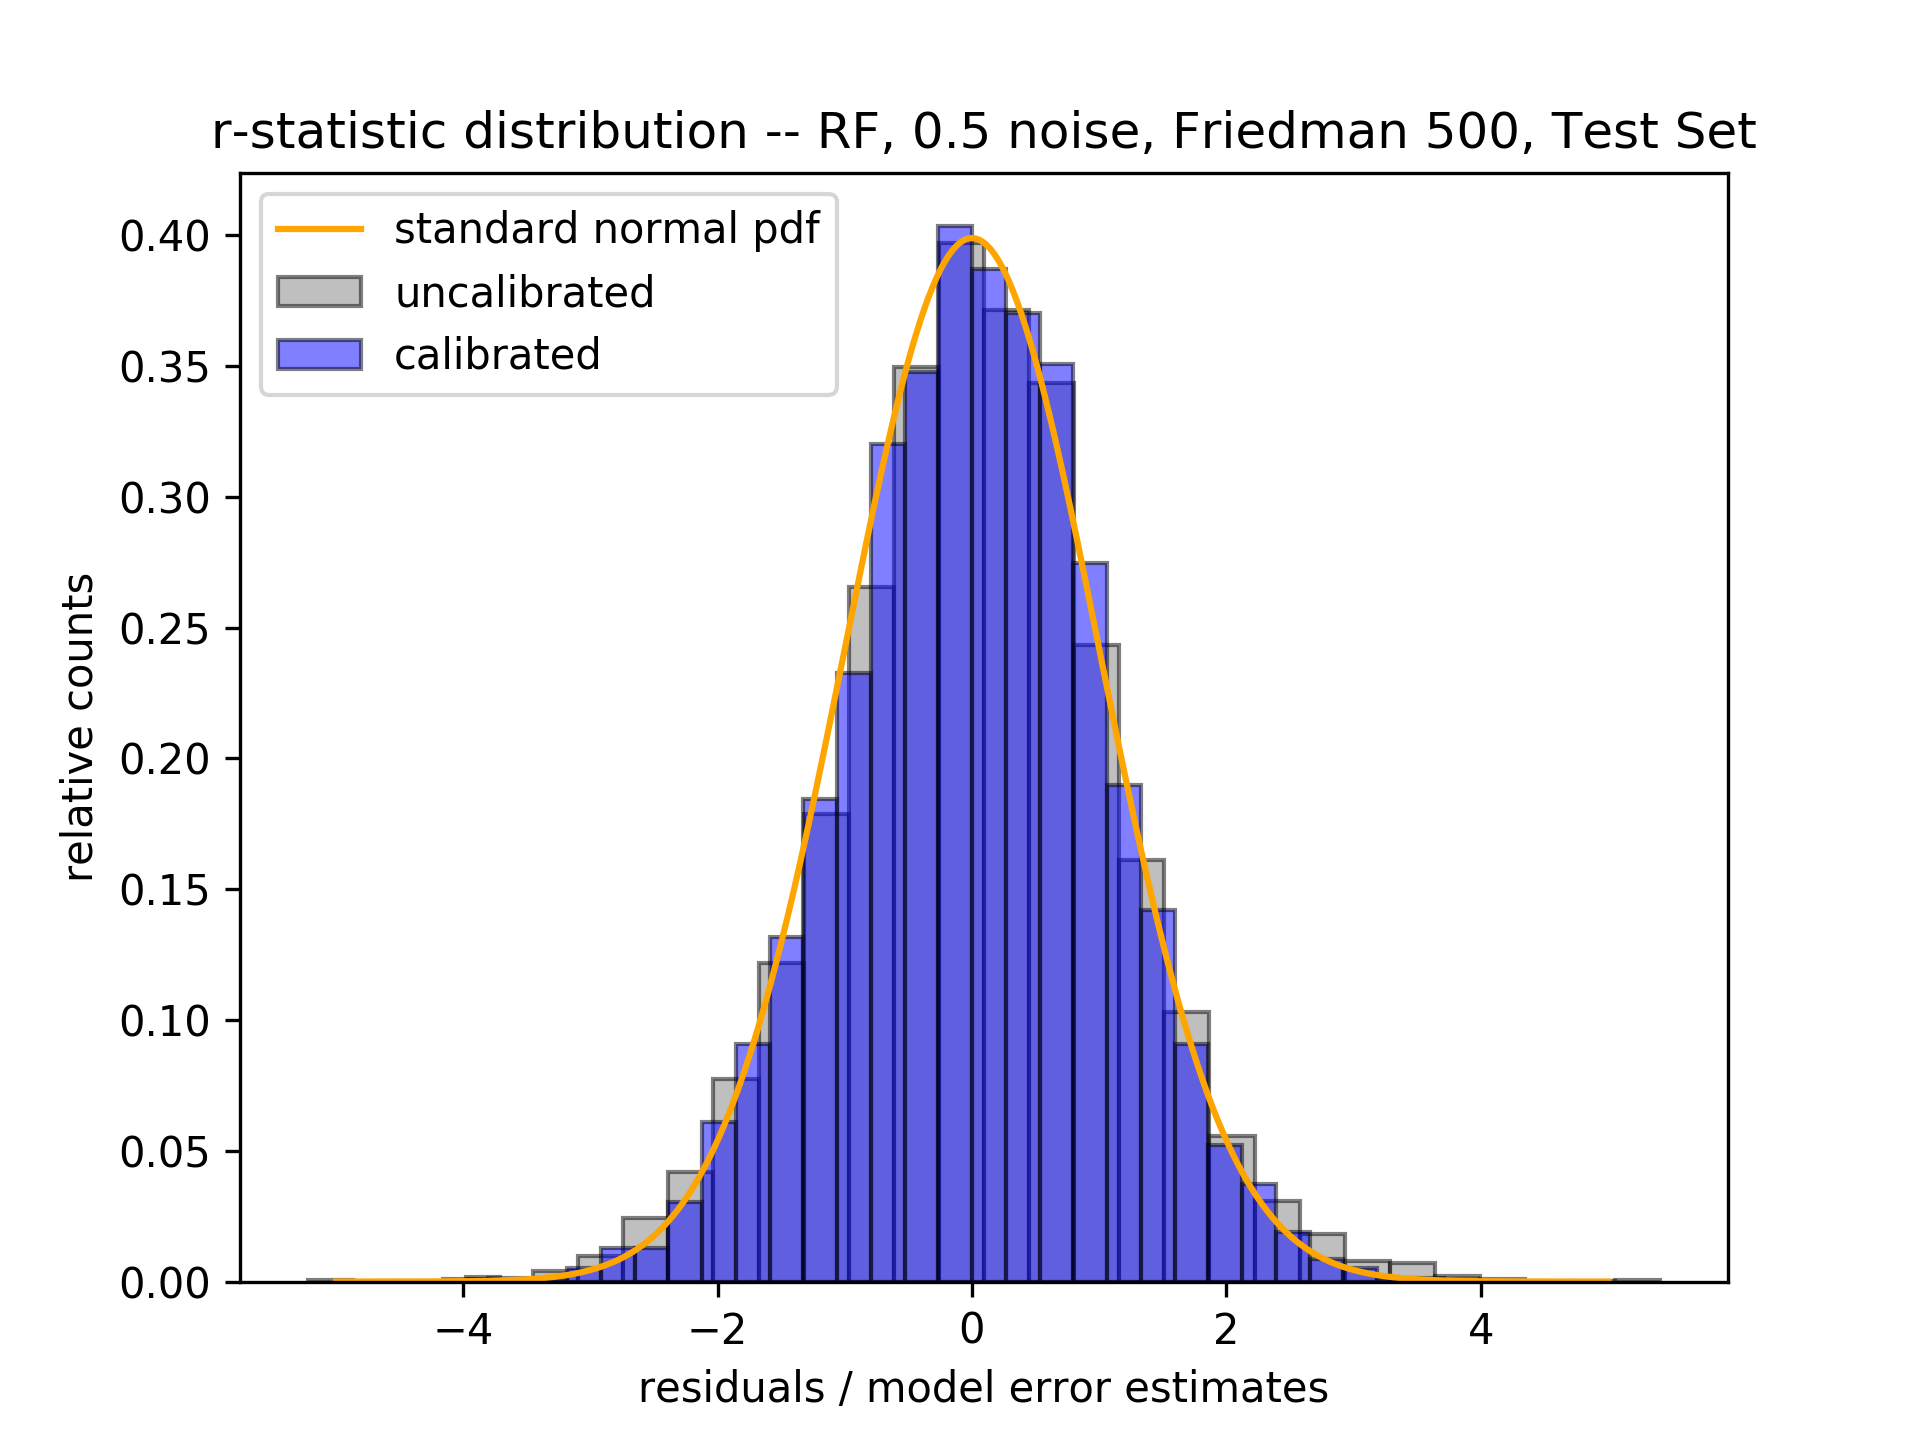 r-statistic distribution -- RF, 0.5 noise, Friedman 500, Test Set
standard normal pdf
uncalibrated
calibrated
relative counts
0.40
0.35
0.30
0.25
0.20
0.15
0.10
0.05
0.00
−4 −2 0 2 4
residuals / model error estimates